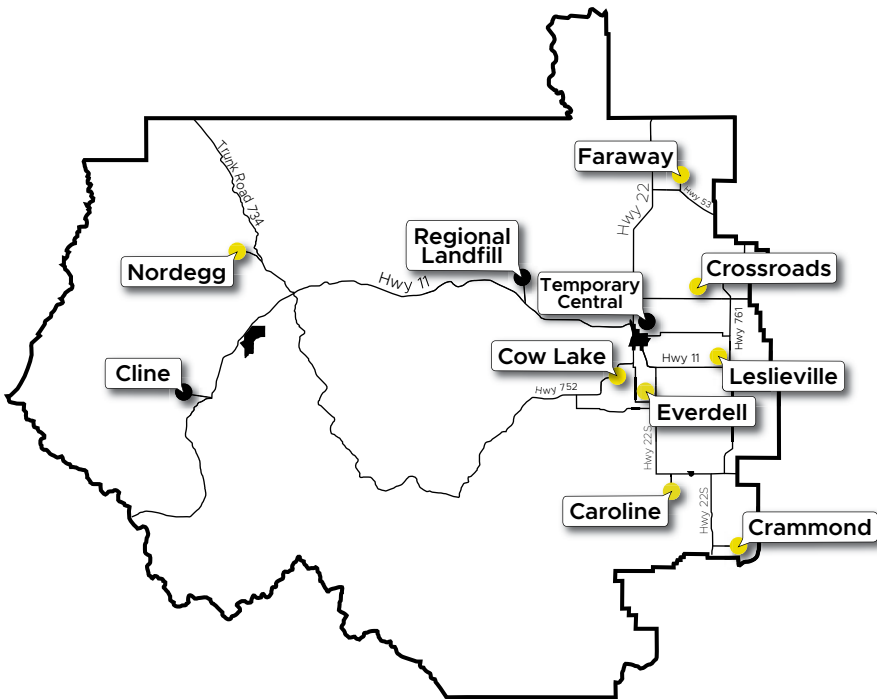 Faraway
Trunk Road 734
Hwy 22
Hwy 53
Regional
Landfill
Nordegg
Crossroads
Hwy 11
Temporary
Central
Hwy 761
Cow Lake
Hwy 11
Cline
Leslieville
Hwy 752
Everdell
Hwy 22S
Caroline
Hwy 22S
Crammond